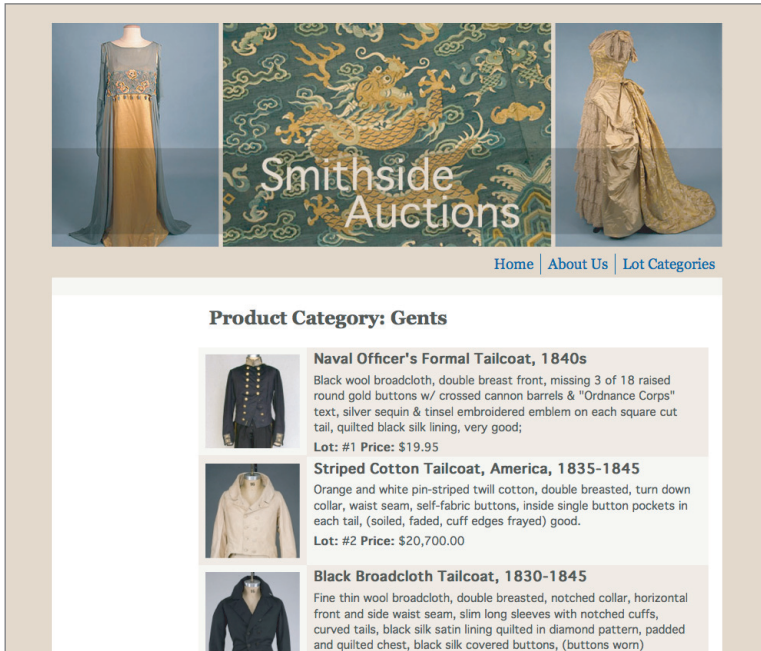 Smithside
Auctions
Home About Us Lot Categories
Product Category: Gents
Naval Officer's Formal Tailcoat, 1840s
Black wool broadcloth, double breast front, missing 3 of 18 raised
round gold buttons w/ crossed cannon barrels & "Ordnance Corps"
text, silver sequin & tinsel embroidered emblem on each square cut
tail, quilted black silk lining, very good;
Lot: #1 Price: $19.95
Striped Cotton Tailcoat, America, 1835-1845
Orange and white pin-striped twill cotton, double breasted, turn down
collar, waist seam, self-fabric buttons, inside single button pockets in
each tail, (soiled, faded, cuff edges frayed) good.
Lot: #2 Price: $20,700.00
Black Broadcloth Tailcoat, 1830-1845
Fine thin wool broadcloth, double breasted, notched collar, horizontal
front and side waist seam, slim long sleeves with notched cuffs,
curved tails, black silk satin lining quilted in diamond pattern, padded
and quilted chest, black silk covered buttons, (buttons worn)